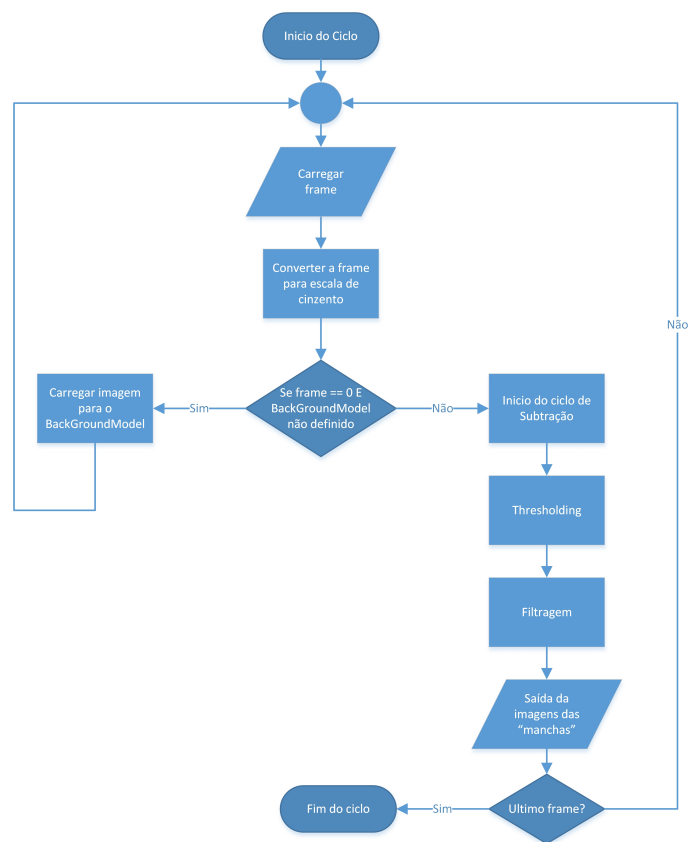 Inicio do Ciclo
Carregar
frame
Converter a frame
para escala de
cinzento
Não
Se frame == 0 E
BackGroundModel
não definido
Sim
Não
Carregar imagem
para o
BackGroundModel
Inicio do ciclo de
Subtração
Thresholding
Filtragem
Saída da
imagens das
“manchas”
Ultimo frame?
Sim
Fim do ciclo